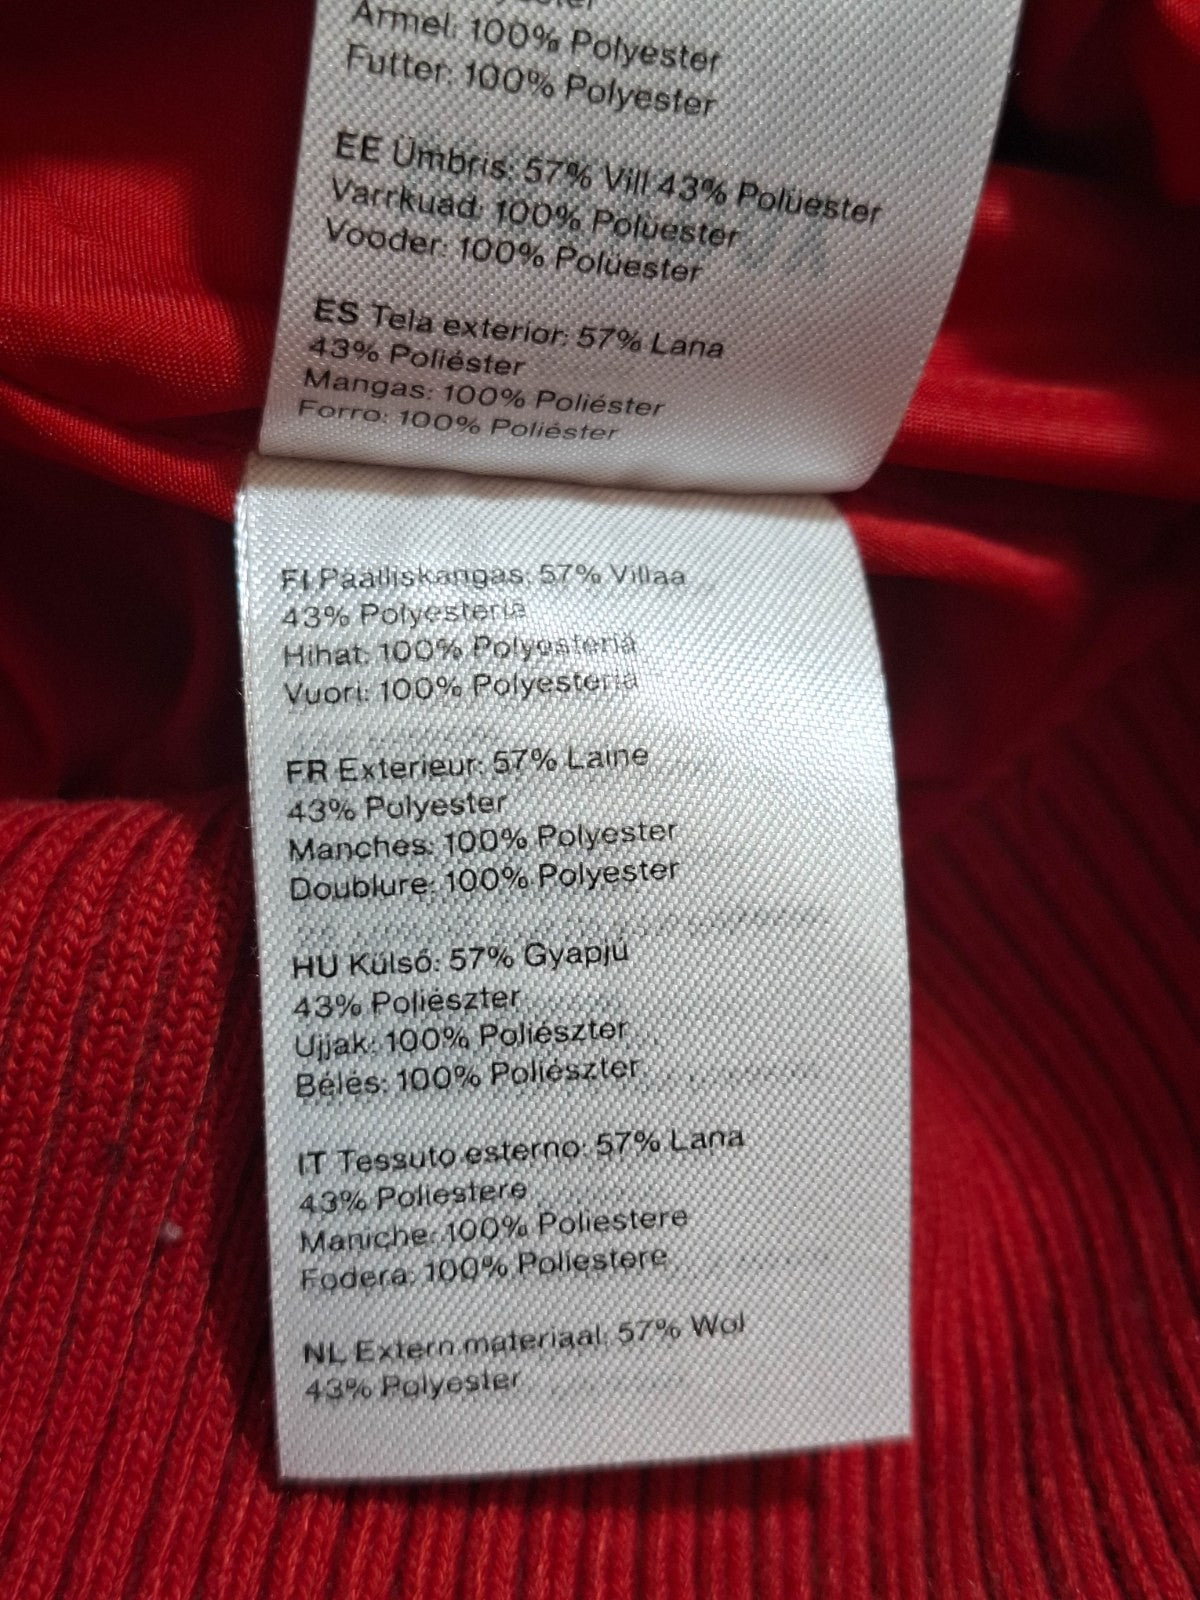 Ärmel: 100% Polyester
Futter: 100% Polyester
EE Ümbris: 57% Vill 43% Polüester
Varrkuad: 100% Polüester
Vooder: 100% Polüester
ES Tela exterior: 57% Lana
43% Poliéster
Mangas: 100% Poliéster
Forro: 100% Poliéster
FI Päälliskangas: 57% Villaa
43% Polyesteria
Hihat: 100% Polyesteria
Vuori: 100% Polyesteria
FR Exterieur: 57% Laine
43% Polyester
Manches: 100% Polyester
Doublure: 100% Polyester
HU Külső: 57% Gyapjú
43% Poliészter
Ujjak: 100% Poliészter
Bélés: 100% Poliészter
IT Tessuto esterno: 57% Lana
43% Poliestere
Maniche: 100% Poliestere
Fodera: 100% Poliestere
NL Extern materiaal: 57% Wol
43% Polyester